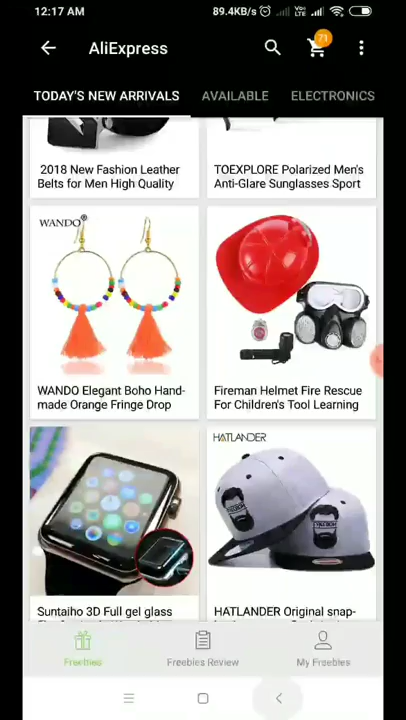 12:17 AM
89.4KB/s
VoLTE
AliExpress
71
TODAY'S NEW ARRIVALS
AVAILABLE
ELECTRONICS
2018 New Fashion Leather
Belts for Men High Quality
TOEXPLORE Polarized Men's
Anti-Glare Sunglasses Sport
WANDO®
WANDO Elegant Boho Hand-
made Orange Fringe Drop
Fireman Helmet Fire Rescue
For Children's Tool Learning
HATLANDER
Suntaiho 3D Full gel glass
HATLANDER Original snap-
Freebies
Freebies Review
My Freebies